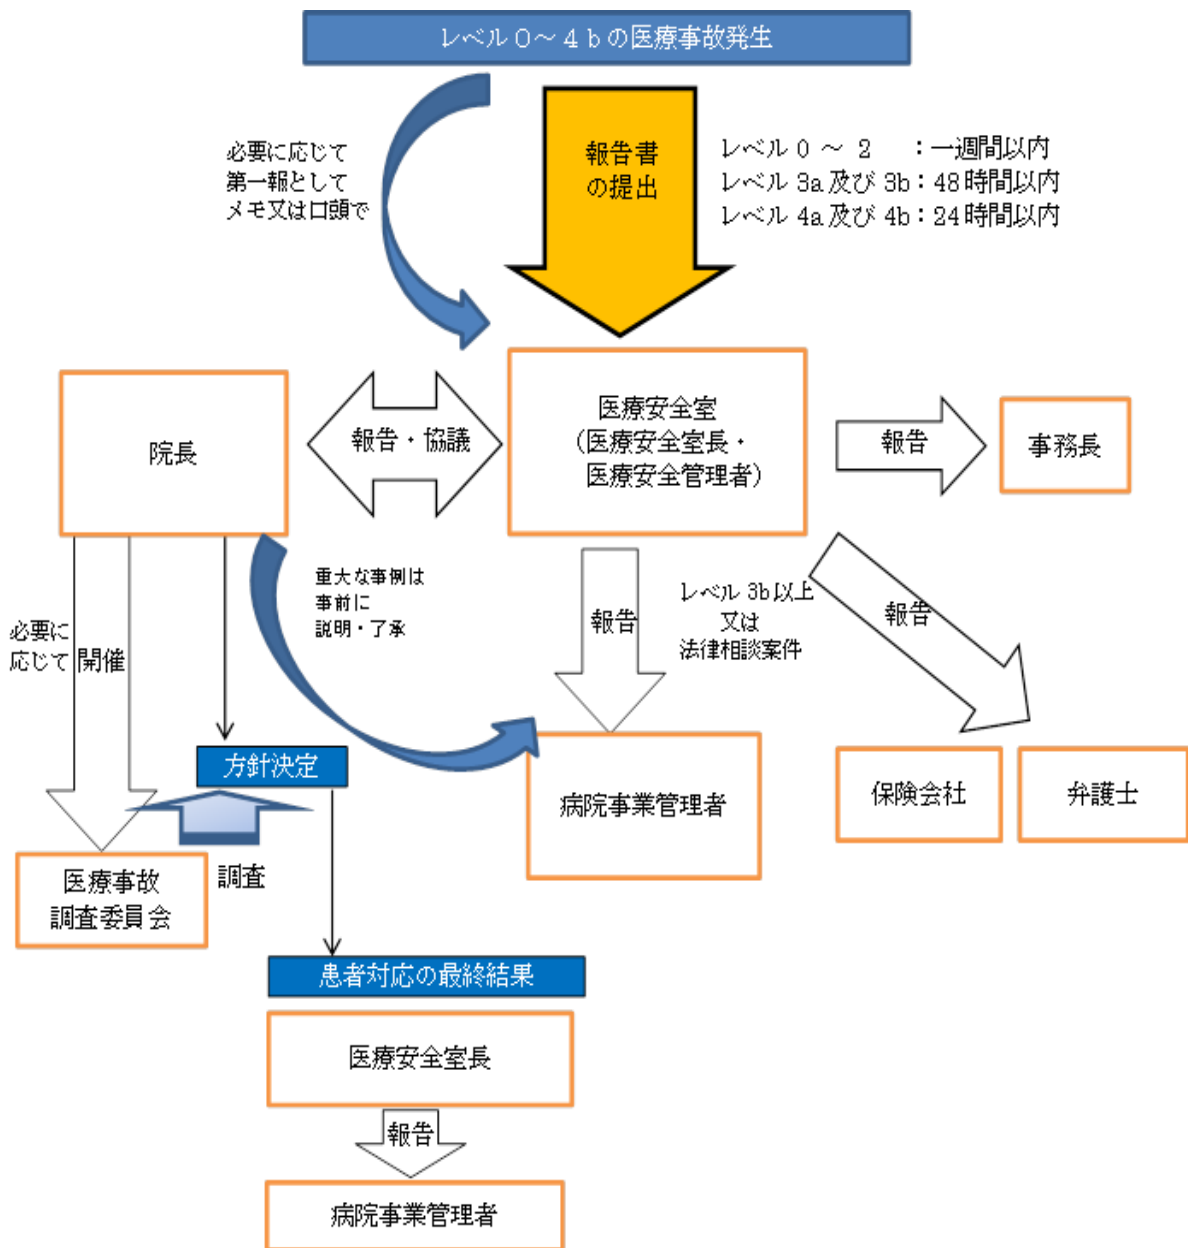 レベル0～4bの医療事故発生
必要に応じて
第一報として
メモ又は口頭で
報告書
の提出
レベル0 ～ 2 ：一週間以内
レベル3a及び3b：48時間以内
レベル4a及び4b：24時間以内
院長
報告・協議
医療安全室
（医療安全室長・
医療安全管理者）
報告
事務長
必要に
応じて
開催
重大な事例は
事前に
説明・了承
報告
レベル3b以上
又は
法律相談案件
報告
方針決定
病院事業管理者
保険会社
弁護士
調査
医療事故
調査委員会
患者対応の最終結果
医療安全室長
報告
病院事業管理者